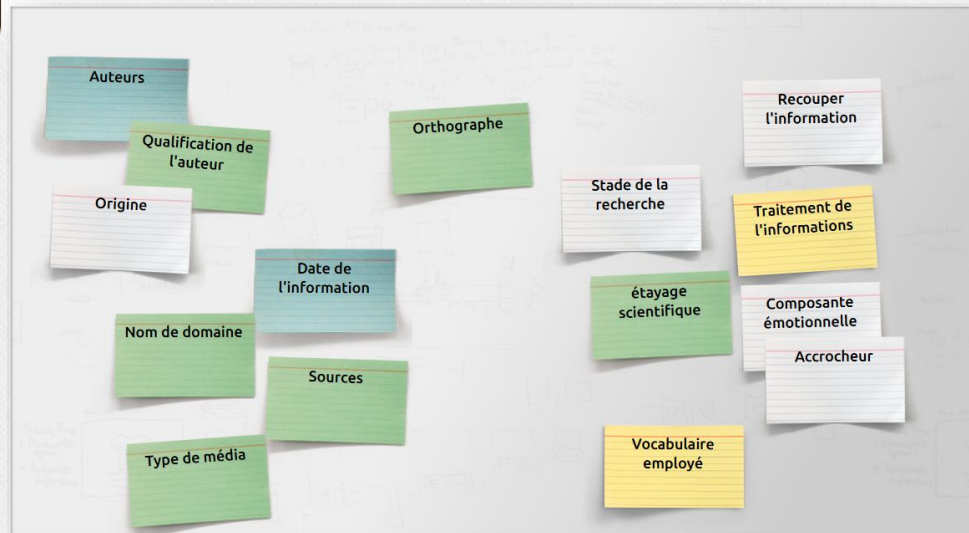 Auteurs
Qualification de
l'auteur
Origine
Date de
l'information
Nom de domaine
Sources
Type de média
Orthographe
Stade de la
recherche
étayage
scientifique
Vocabulaire
employé
Recouper
l'information
Traitement de
l'informations
Composante
émotionnelle
Accrocheur